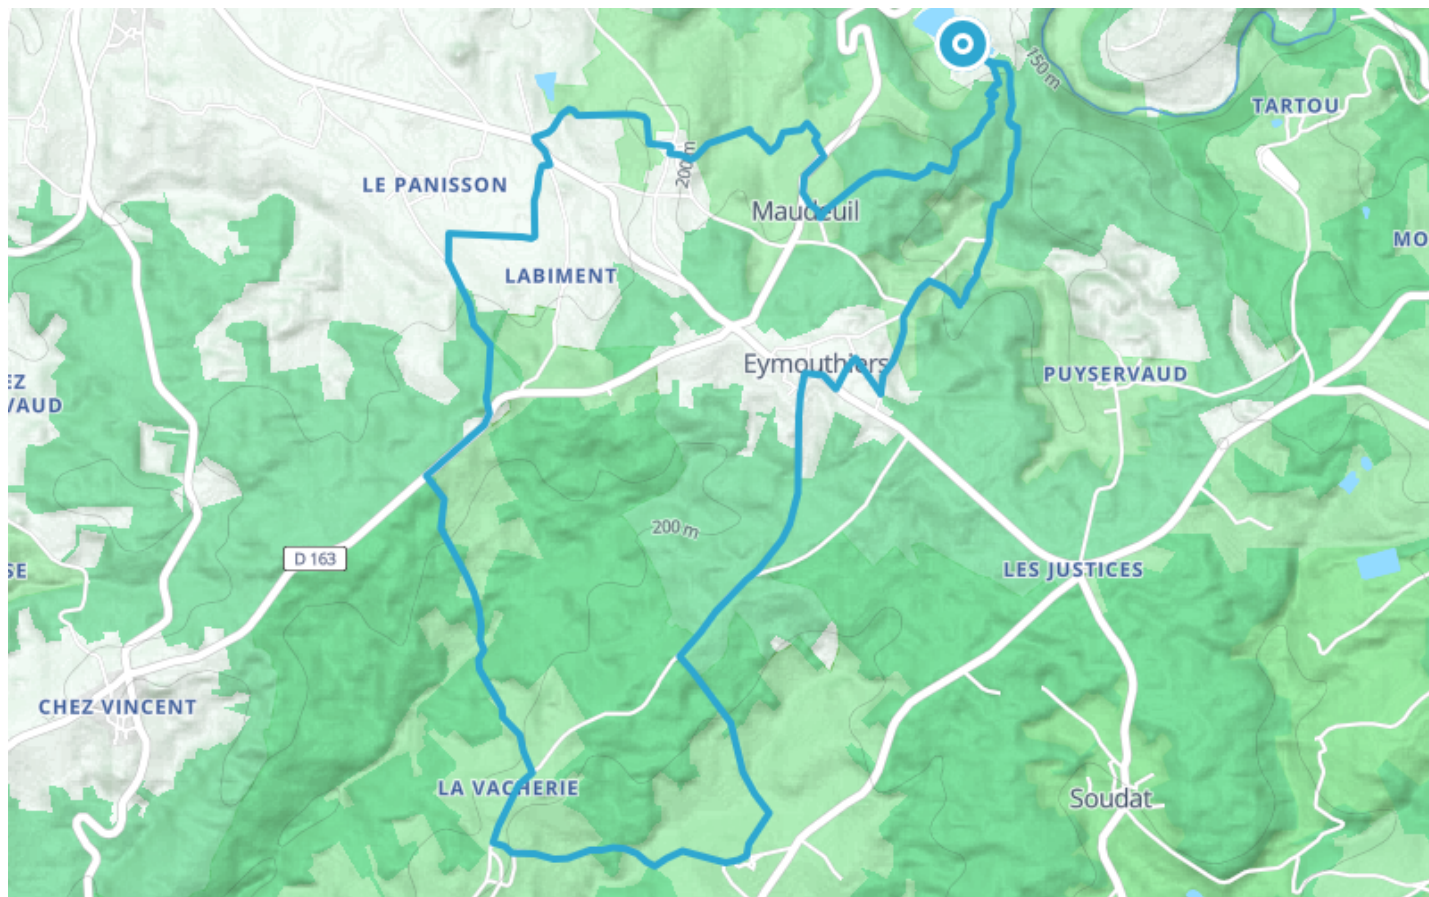 150 m
TARTOU
200 m
LE PANISSON
Maudeuil
MO
LABIMENT
EZ
VAUD
Eymouthiers
PUYSERVAUD
200 m
D 163
SE
LES JUSTICES
CHEZ VINCENT
LA VACHERIE
Soudat